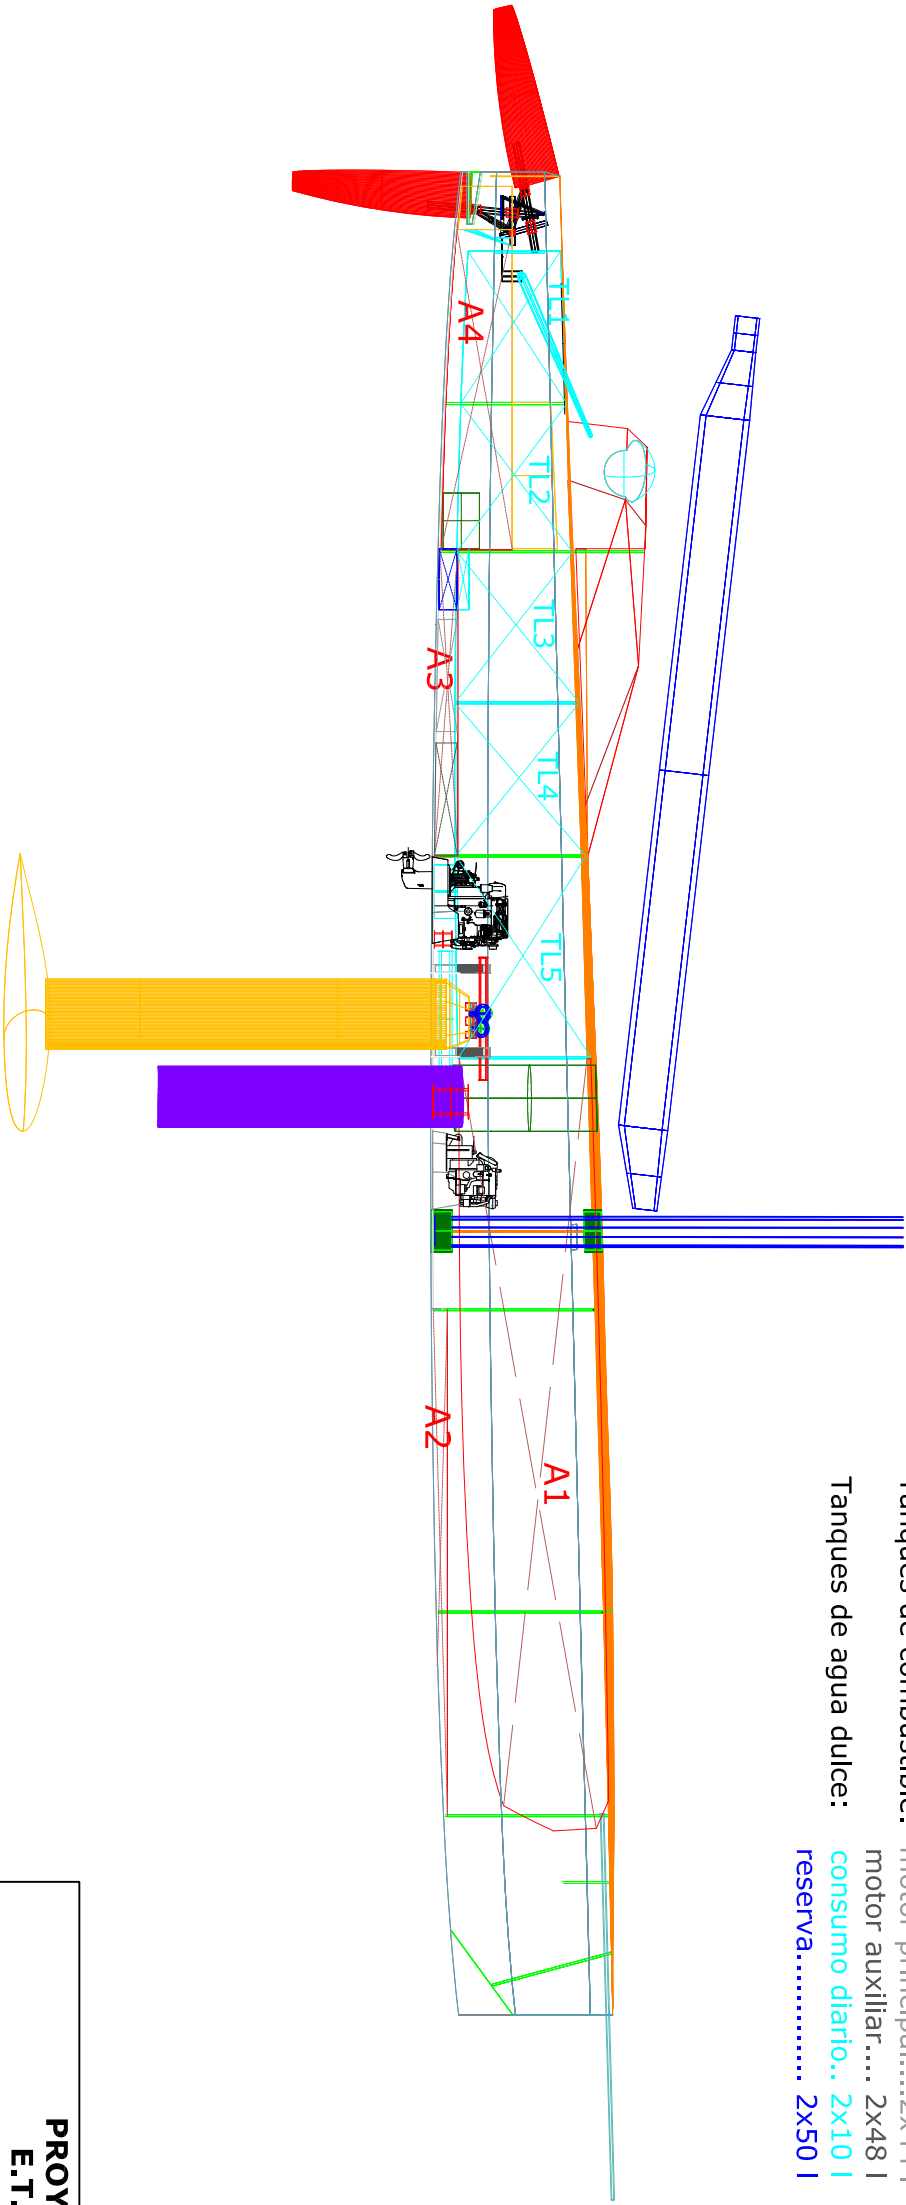 TL1
A4
TL2
TL3
A3
TL4
TL5
A1
A2
motor auxiliar.... 2x48 l
Tanques de agua dulce: consumo diario.. 2x10 l
reserva............. 2x50 l
PROY
E.T.